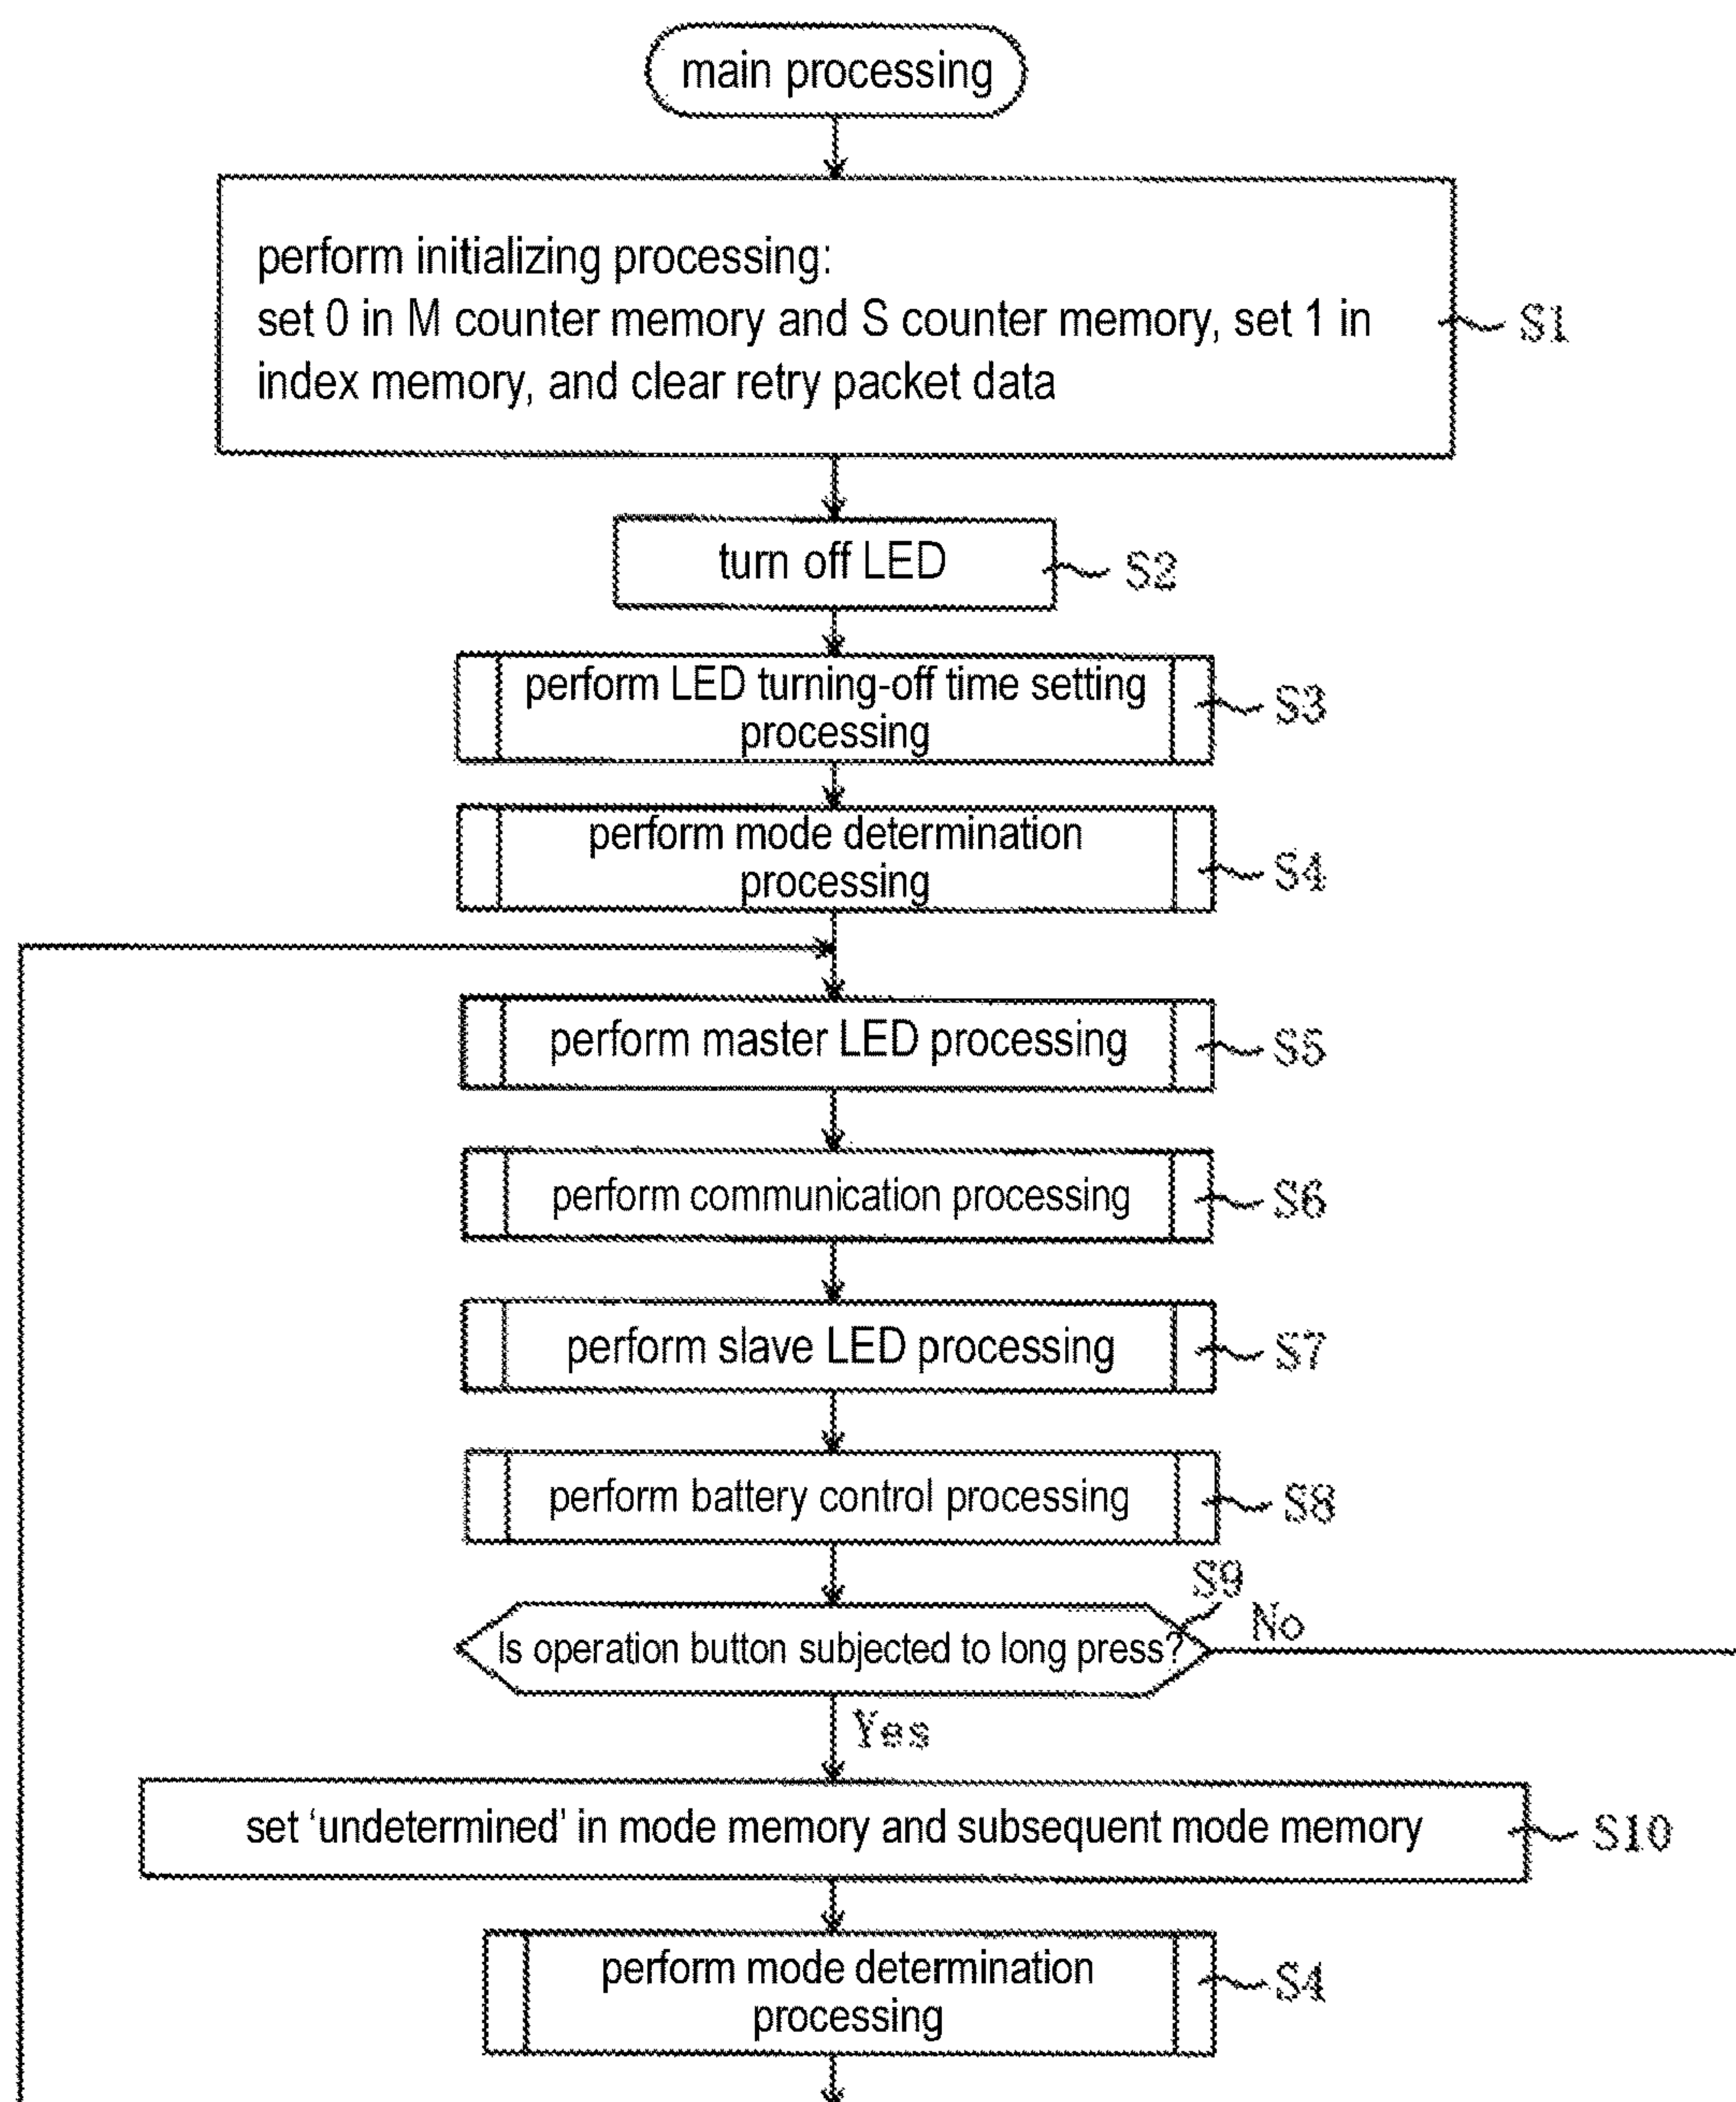 main processing
perform initializing processing:
set 0 in M counter memory and S counter memory, set 1 in
index memory, and clear retry packet data
S1
turn off LED
S2
perform LED turning-off time setting
processing
S3
perform mode determination
processing
S4
perform master LED processing
S5
perform communication processing
S6
perform slave LED processing
S7
perform battery control processing
S8
S9
Is operation button subjected to long press?
No
Yes
set ‘undetermined’ in mode memory and subsequent mode memory
S10
perform mode determination
processing
S4